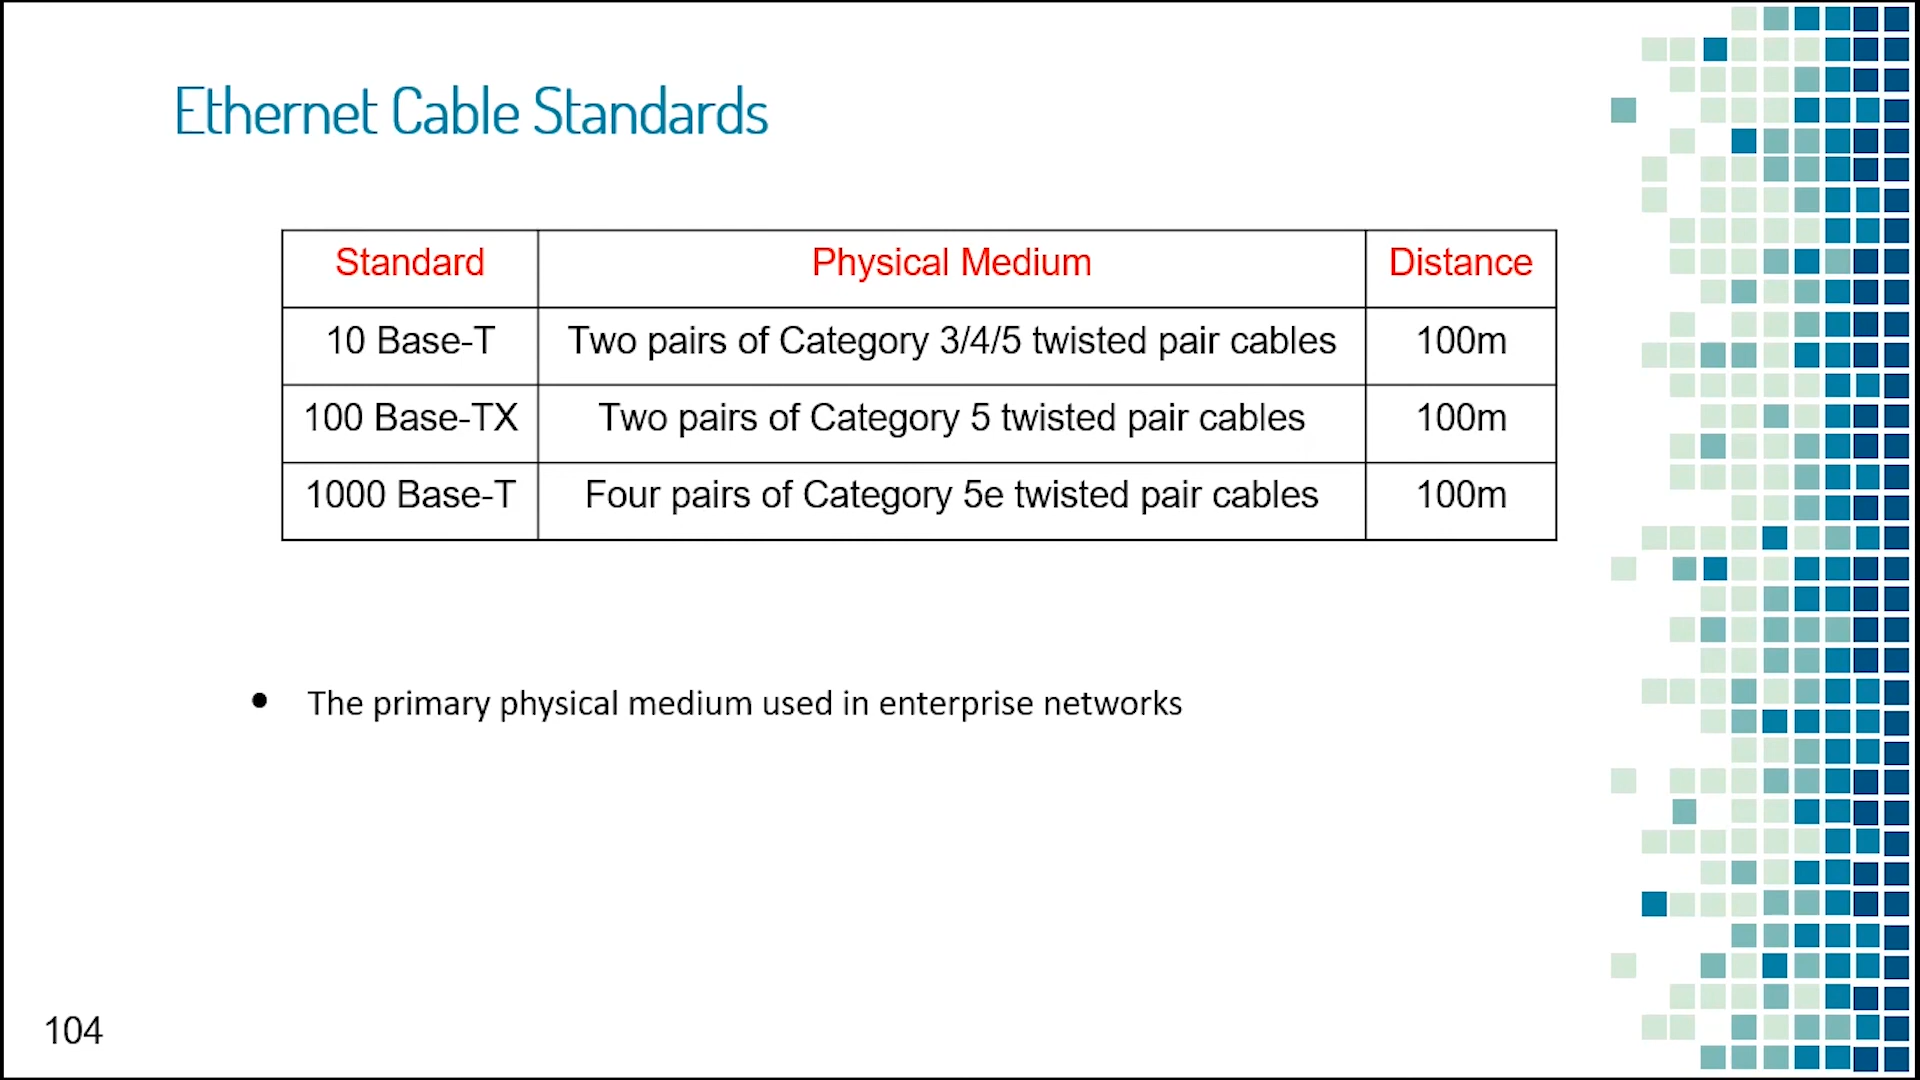 Ethernet Cable Standards
Standard Physical Medium Distance
10 Base-T Two pairs of Category 3/4/5 twisted pair cables 100m
100 Base-TX Two pairs of Category 5 twisted pair cables 100m
1000 Base-T Four pairs of Category 5e twisted pair cables 100m
● The primary physical medium used in enterprise networks
104